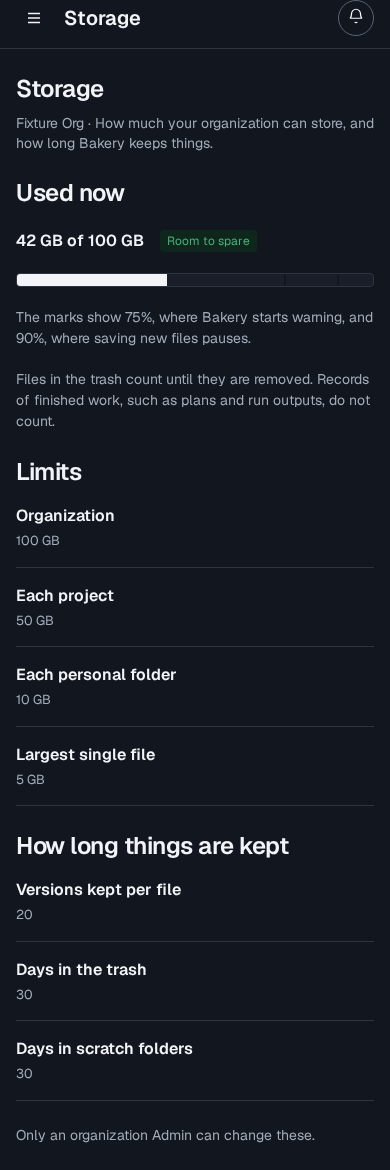 Storage
Storage
Fixture Org · How much your organization can store, and
how long Bakery keeps things.
Used now
42 GB of 100 GB
Room to spare
The marks show 75%, where Bakery starts warning, and
90%, where saving new files pauses.
Files in the trash count until they are removed. Records
of finished work, such as plans and run outputs, do not
count.
Limits
Organization
100 GB
Each project
50 GB
Each personal folder
10 GB
Largest single file
5 GB
How long things are kept
Versions kept per file
20
Days in the trash
30
Days in scratch folders
30
Only an organization Admin can change these.